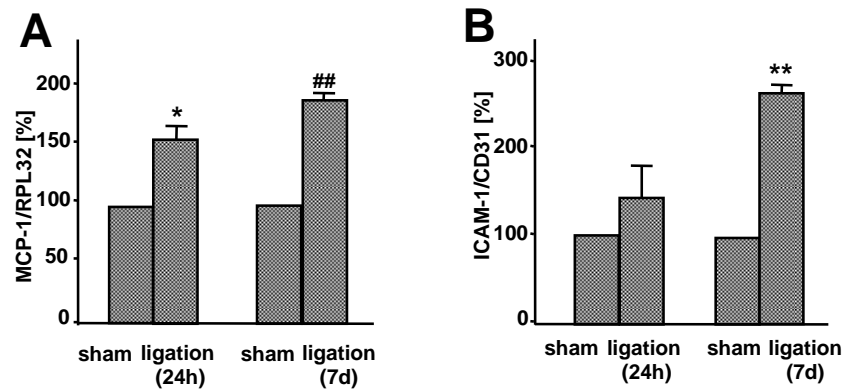 A
MCP-1/RPL32 [%]
200
150
100
50
0
*
##
sham ligation
(24h)
sham ligation
(7d)
B
ICAM-1/CD31 [%]
300
200
100
0
**
sham ligation
(24h)
sham ligation
(7d)